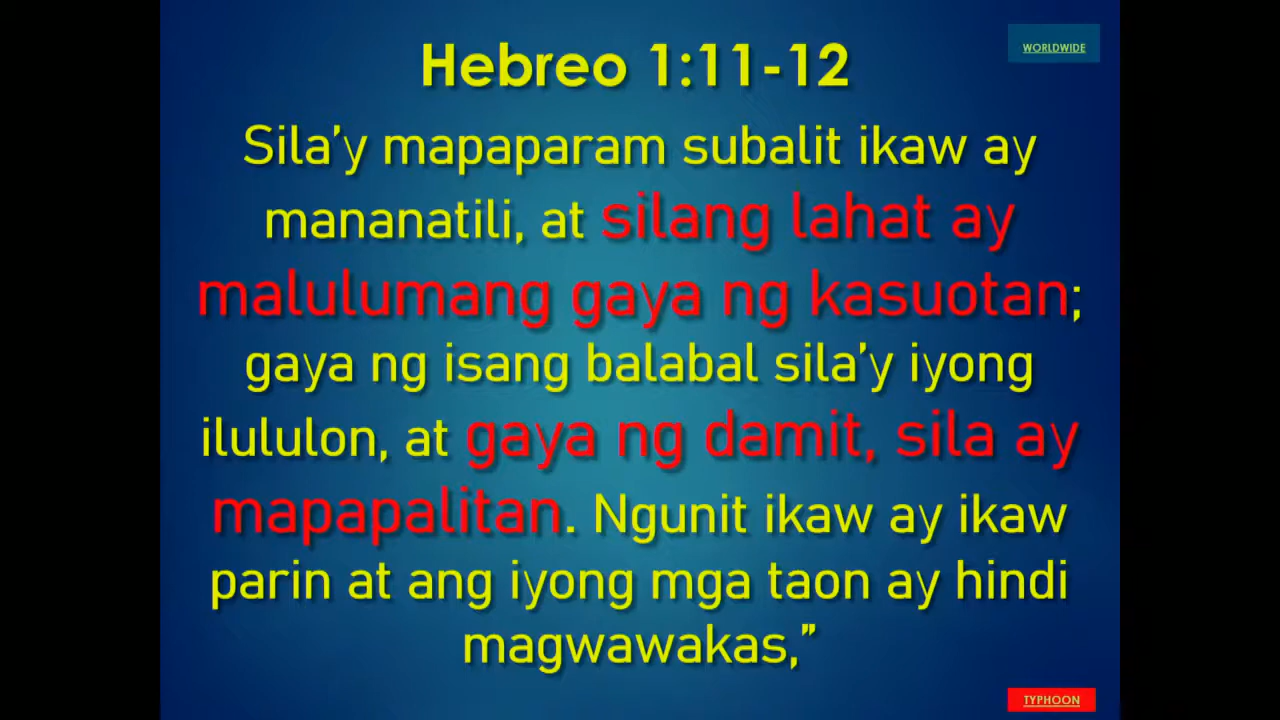 WORLDWIDE
Hebreo 1:11-12
Sila’y mapaparam subalit ikaw ay
mananatili, at silang lahat ay
malulumang gaya ng kasuotan;
gaya ng isang balabal sila’y iyong
ilululon, at gaya ng damit, sila ay
mapapalitan. Ngunit ikaw ay ikaw
parin at ang iyong mga taon ay hindi
magwawakas,”
TYPHOON